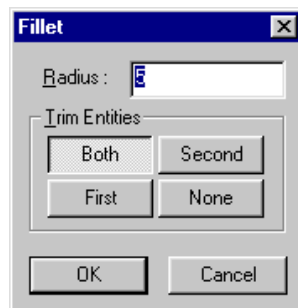 Fillet
Radius : 5
Trim Entities
Both Second
First None
OK Cancel